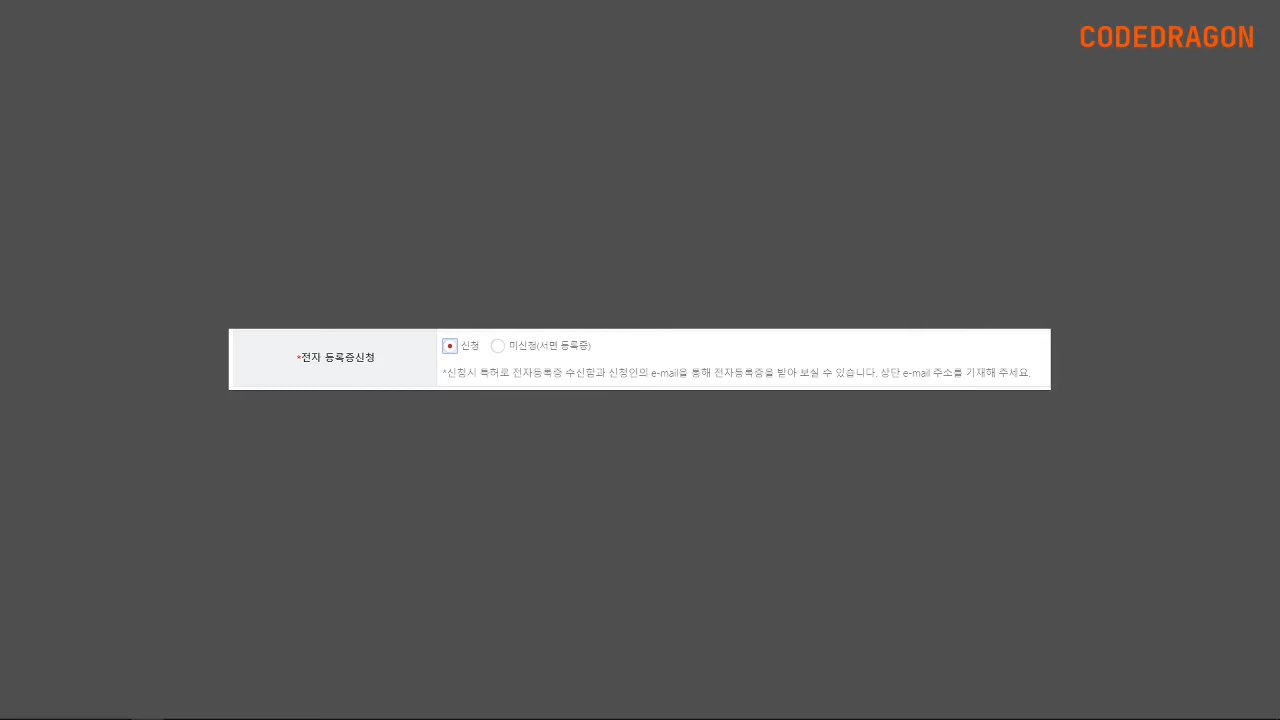 CODEDRAGON
*전자 등록증신청
신청 미신청(서면 등록증)
*신청시 특허로 전자등록증 수신함과 신청인의 e-mail을 통해 전자등록증을 받아 보실 수 있습니다. 상단 e-mail 주소를 기재해 주세요.